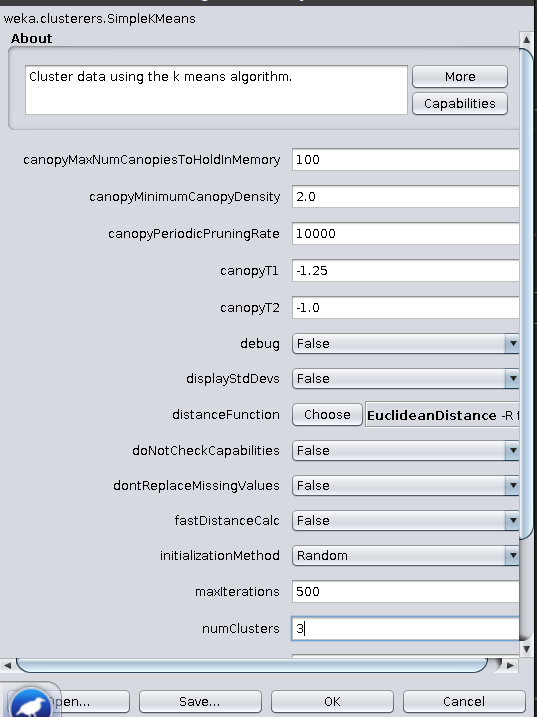 weka.clusterers.SimpleKMeans
About
Cluster data using the k means algorithm.
More
Capabilities
canopyMaxNumCanopiesToHoldInMemory 100
canopyMinimumCanopyDensity 2.0
canopyPeriodicPruningRate 10000
canopyT1 -1.25
canopyT2 -1.0
debug False
displayStdDevs False
distanceFunction Choose EuclideanDistance -R
doNotCheckCapabilities False
dontReplaceMissingValues False
fastDistanceCalc False
initializationMethod Random
maxIterations 500
numClusters 3
pen... Save... OK Cancel